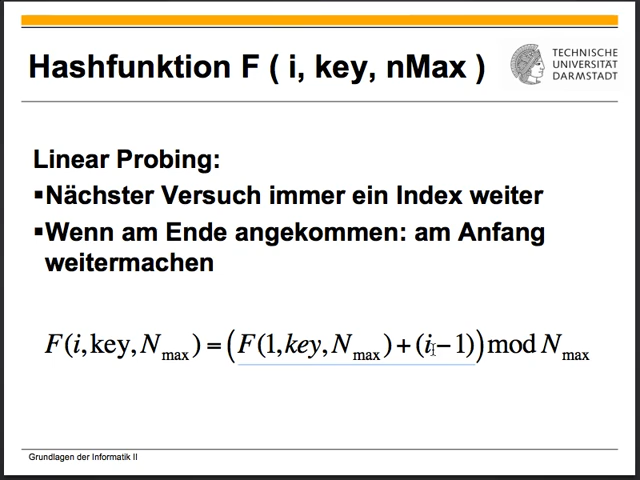 Hashfunktion F ( i, key, nMax )
TECHNISCHE
UNIVERSITÄT
DARMSTADT
Linear Probing:
▪Nächster Versuch immer ein Index weiter
▪Wenn am Ende angekommen: am Anfang
weitermachen
F(i,key,N_max) = (F(1,key,N_max)+(i−1)) mod N_max
Grundlagen der Informatik II